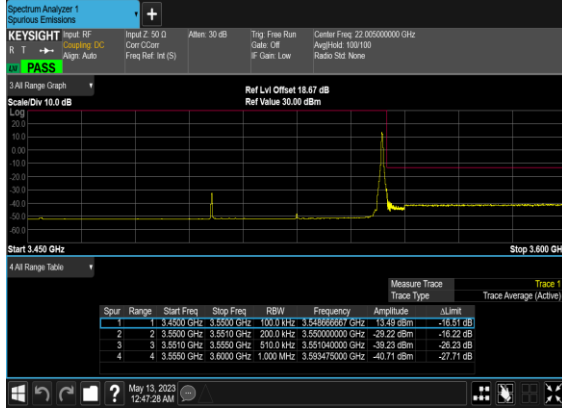 Spectrum Analyzer 1
Spurious Emissions
+
KEYSIGHT Input: RF Input Z: 50 Ω Atten: 30 dB Trig: Free Run Center Freq: 22.005000000 GHz
R T Coupling: DC Corr CCorr Gate: Off Avg|Hold: 100/100
Align: Auto Freq Ref: Int (S) IF Gain: Low Radio Std: None
PASS
3 All Range Graph
Ref Lvl Offset 18.67 dB
Scale/Div 10.0 dB Ref Value 30.00 dBm
Log
20.0
10.0
0.00
-10.0
-20.0
-30.0
-40.0
-50.0
-60.0
Start 3.450 GHz Stop 3.600 GH
4 All Range Table
Measure Trace Trace 1
Trace Type Trace Average (Active)
Spur Range Start Freq Stop Freq RBW Frequency Amplitude ΔLimit
1 1 3.4500 GHz 3.5500 GHz 100.0 kHz 3.548666667 GHz 13.49 dBm -16.51 dB
2 2 3.5500 GHz 3.5510 GHz 200.0 kHz 3.550000000 GHz -29.22 dBm -16.22 dB
3 3 3.5510 GHz 3.5550 GHz 510.0 kHz 3.551040000 GHz -39.23 dBm -26.23 dB
4 4 3.5550 GHz 3.6000 GHz 1.000 MHz 3.593475000 GHz -40.71 dBm -27.71 dB
? May 13, 2023
12:47:28 AM